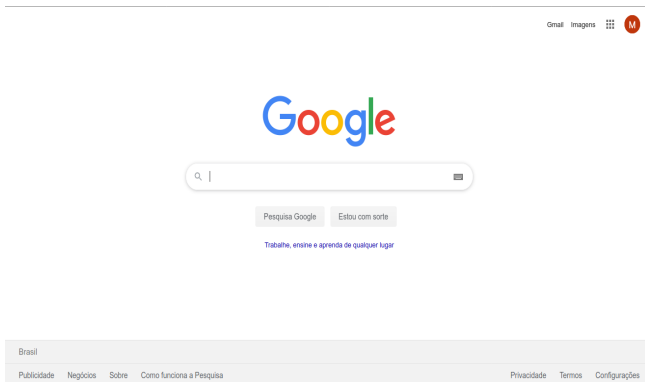 Gmail Imagens M
Google
Pesquisa Google Estou com sorte
Trabalhe, ensine e aprenda de qualquer lugar
Brasil
Publicidade Negócios Sobre Como funciona a Pesquisa Privacidade Termos Configurações